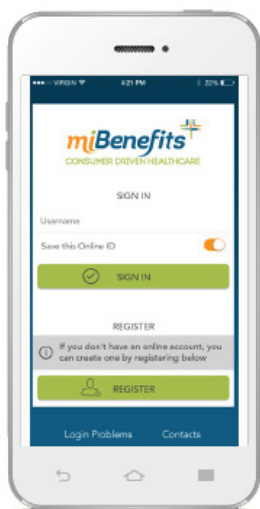 VIRGIN 4:21 PM 22%
miBenefits
CONSUMER DRIVEN HEALTHCARE
SIGN IN
Username
Save this Online ID
SIGN IN
REGISTER
If you don't have an online account, you
can create one by registering below
REGISTER
Login Problems Contacts